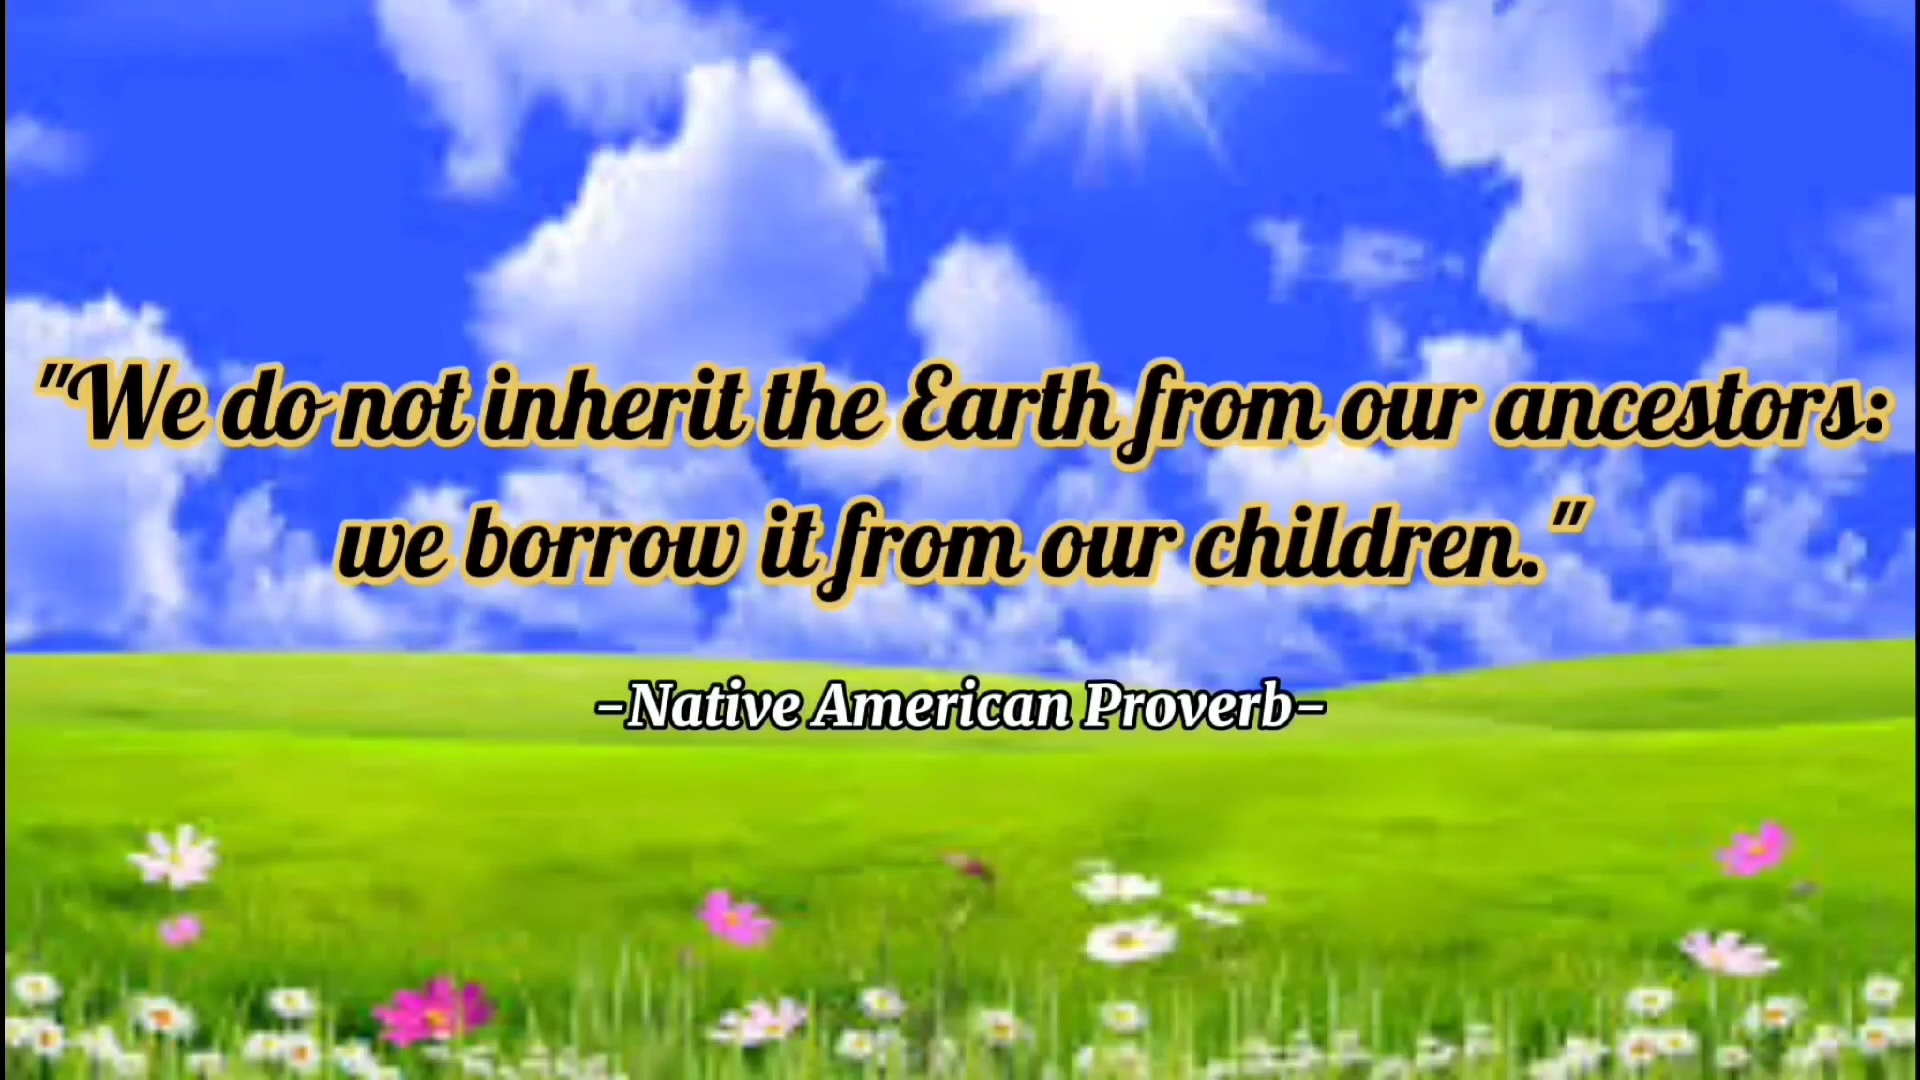 "We do not inherit the Earth from our ancestors:
we borrow it from our children."
-Native American Proverb-